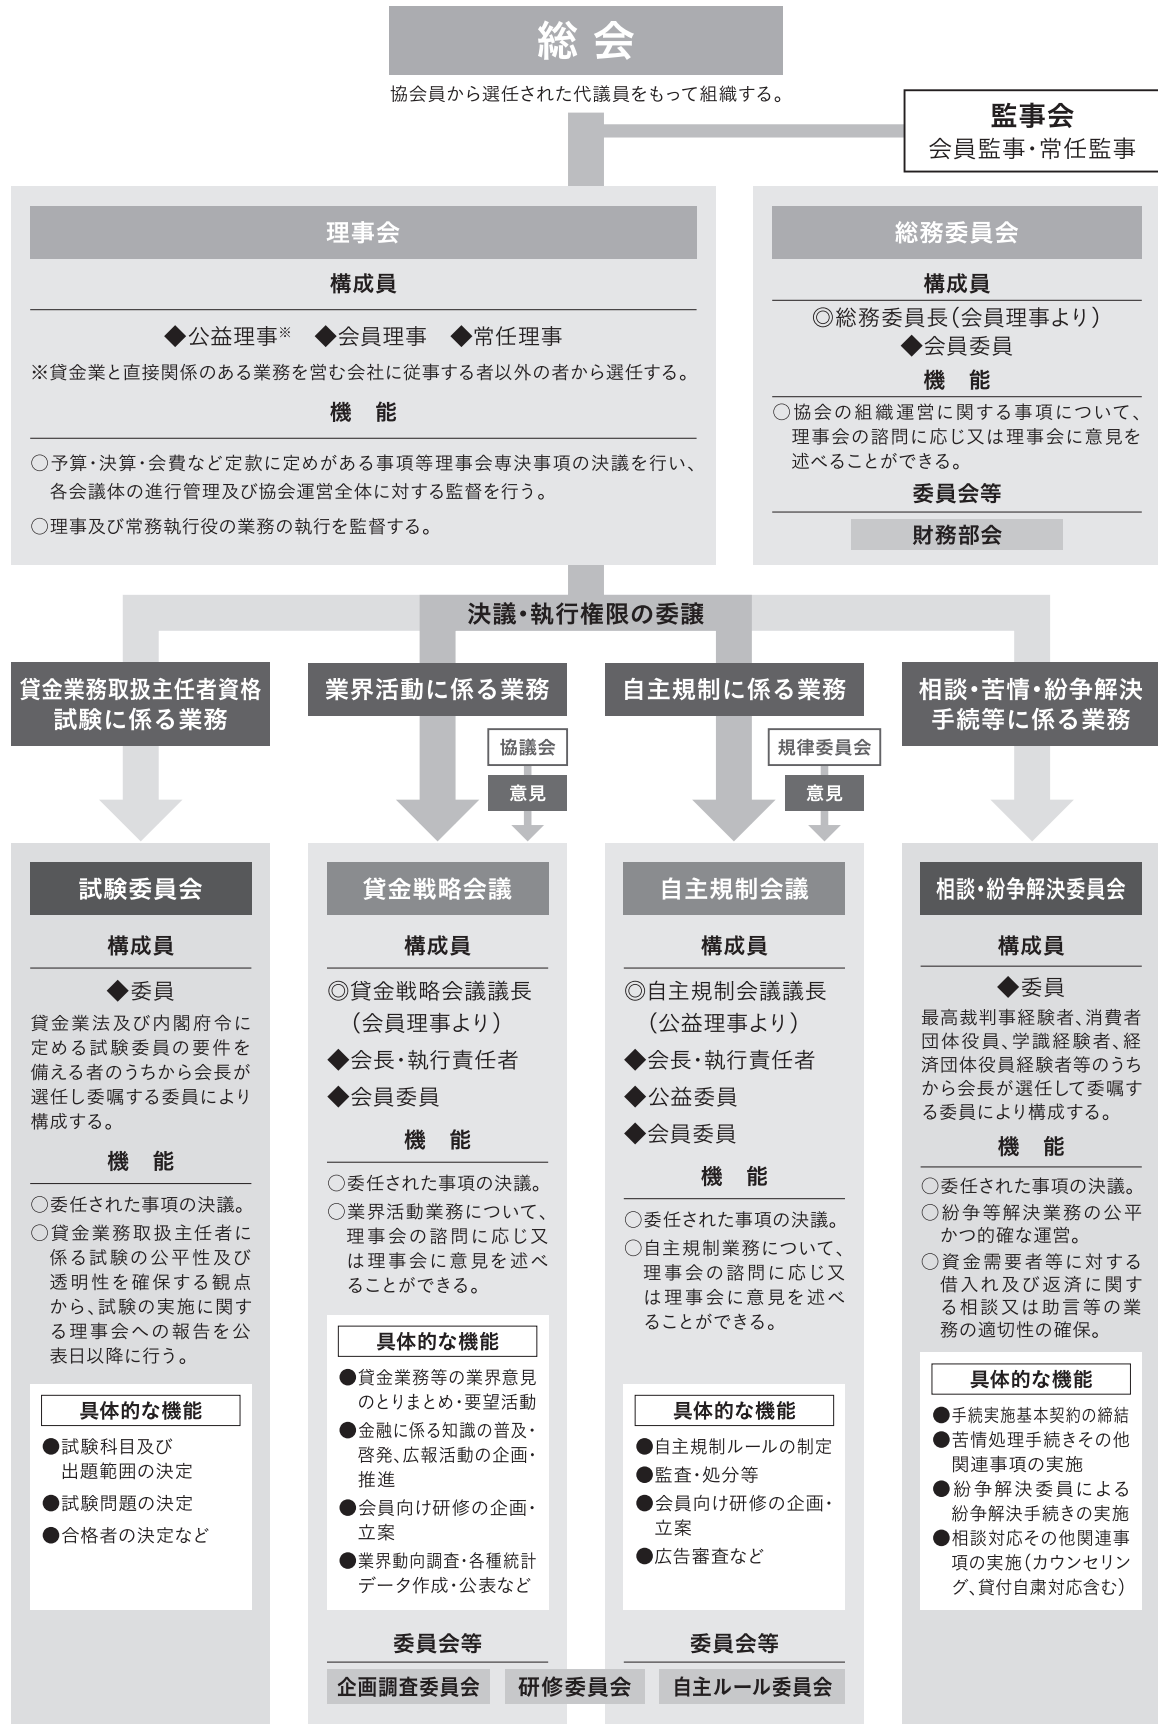 総 会
協会員から選任された代議員をもって組織する。
監事会
会員監事・常任監事
理事会
構成員
◆公益理事※ ◆会員理事 ◆常任理事
※貸金業と直接関係のある業務を営む会社に従事する者以外の者から選任する。
機 能
○予算・決算・会費など定款に定めがある事項等理事会専決事項の決議を行い、
各会議体の進行管理及び協会運営全体に対する監督を行う。
○理事及び常務執行役の業務の執行を監督する。
総務委員会
構成員
◎総務委員長（会員理事より）
◆会員委員
機 能
○協会の組織運営に関する事項について、
理事会の諮問に応じ又は理事会に意見を
述べることができる。
委員会等
財務部会
決議・執行権限の委譲
貸金業務取扱主任者資格
試験に係る業務
業界活動に係る業務
自主規制に係る業務
相談・苦情・紛争解決
手続等に係る業務
協議会
意見
規律委員会
意見
試験委員会
構成員
◆委員
貸金業法及び内閣府令に
定める試験委員の要件を
備える者のうちから会長が
選任し委嘱する委員により
構成する。
機 能
○委任された事項の決議。
○貸金業務取扱主任者に
係る試験の公平性及び
透明性を確保する観点
から、試験の実施に関す
る理事会への報告を公
表日以降に行う。
具体的な機能
●試験科目及び
出題範囲の決定
●試験問題の決定
●合格者の決定など
貸金戦略会議
構成員
◎貸金戦略会議議長
（会員理事より）
◆会長・執行責任者
◆会員委員
機 能
○委任された事項の決議。
○業界活動業務について、
理事会の諮問に応じ又
は理事会に意見を述べ
ることができる。
具体的な機能
●貸金業務等の業界意見
のとりまとめ・要望活動
●金融に係る知識の普及・
啓発、広報活動の企画・
推進
●会員向け研修の企画・
立案
●業界動向調査・各種統計
データ作成・公表など
委員会等
企画調査委員会
研修委員会
自主規制会議
構成員
◎自主規制会議議長
（公益理事より）
◆会長・執行責任者
◆公益委員
◆会員委員
機 能
○委任された事項の決議。
○自主規制業務について、
理事会の諮問に応じ又
は理事会に意見を述べ
ることができる。
具体的な機能
●自主規制ルールの制定
●監査・処分等
●会員向け研修の企画・
立案
●広告審査など
委員会等
自主ルール委員会
相談・紛争解決委員会
構成員
◆委員
最高裁判事経験者、消費者
団体役員、学識経験者、経
済団体役員経験者等のうち
から会長が選任して委嘱す
る委員により構成する。
機 能
○委任された事項の決議。
○紛争等解決業務の公平
かつ的確な運営。
○資金需要者等に対する
借入れ及び返済に関す
る相談又は助言等の業
務の適切性の確保。
具体的な機能
●手続実施基本契約の締結
●苦情処理手続きその他
関連事項の実施
●紛争解決委員による
紛争解決手続きの実施
●相談対応その他関連事
項の実施（カウンセリン
グ、貸付自粛対応含む）